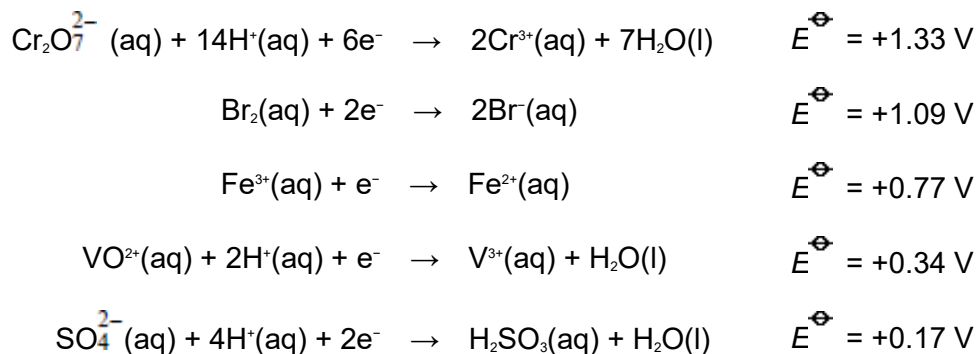 Cr₂O₇²⁻ (aq) + 14H⁺(aq) + 6e⁻ → 2Cr³⁺(aq) + 7H₂O(l) E⦵ = +1.33 V
Br₂(aq) + 2e⁻ → 2Br⁻(aq) E⦵ = +1.09 V
Fe³⁺(aq) + e⁻ → Fe²⁺(aq) E⦵ = +0.77 V
VO²⁺(aq) + 2H⁺(aq) + e⁻ → V³⁺(aq) + H₂O(l) E⦵ = +0.34 V
SO₄²⁻(aq) + 4H⁺(aq) + 2e⁻ → H₂SO₃(aq) + H₂O(l) E⦵ = +0.17 V